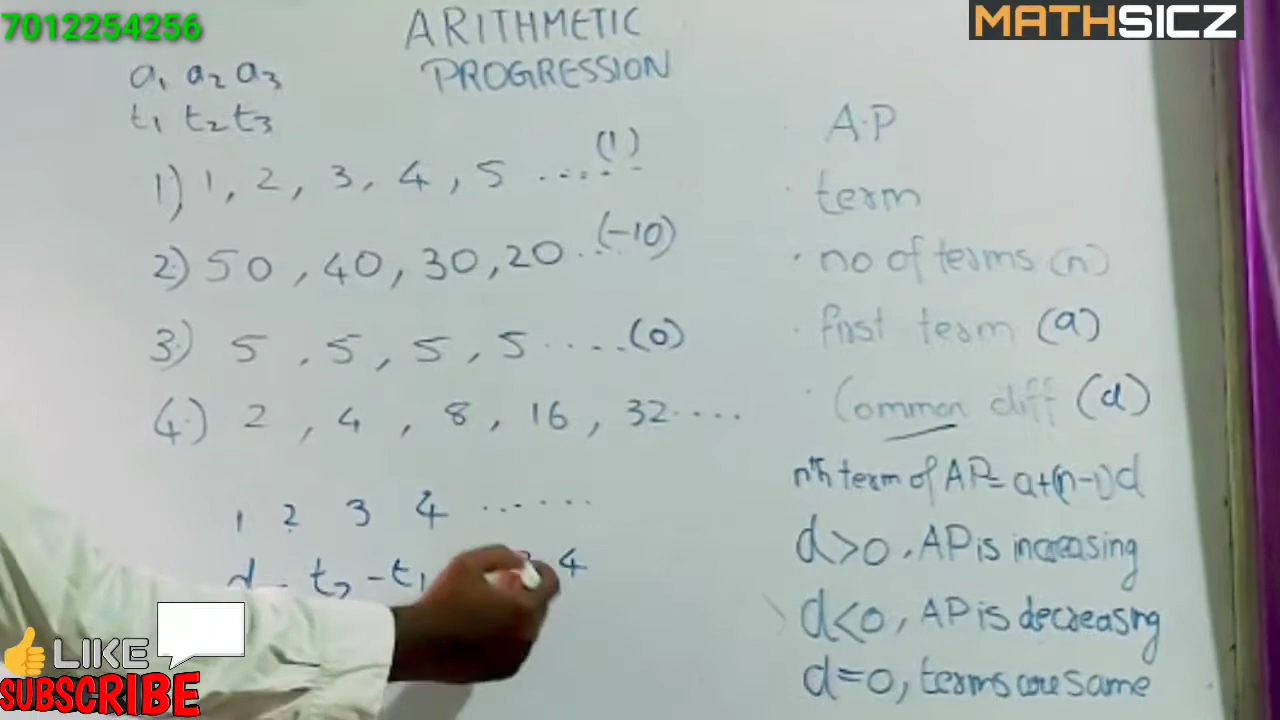 7012254256
MATHSICZ
ARITHMETIC
PROGRESSION
a1 a2 a3
t1 t2 t3
1) 1, 2, 3, 4, 5 ...... (1)
2) 50, 40, 30, 20 .... (-10)
3) 5, 5, 5, 5 ..... (0)
4) 2, 4, 8, 16, 32 ....
1 2 3 4 ......
d = t2 - t1
4
A.P
term
no of terms (n)
first term (a)
Common diff (d)
nth term of AP = a+(n-1)d
d>0, AP is increasing
d<0, AP is decreasing
d=0, terms are same
LIKE
SUBSCRIBE